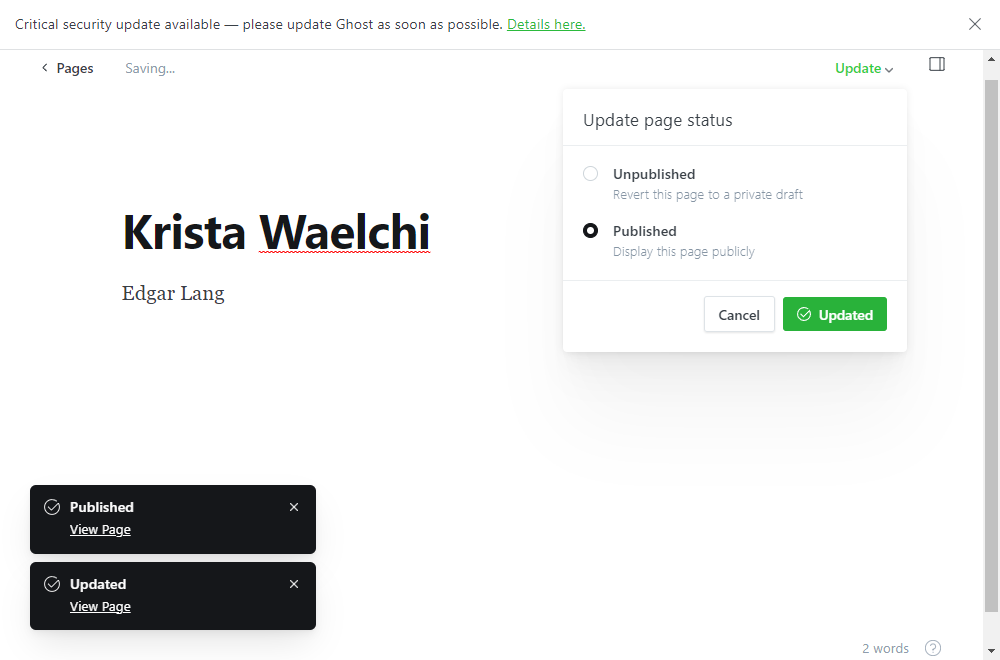 Critical security update available — please update Ghost as soon as possible. Details here.
Pages
Saving...
Update
Update page status
Unpublished
Revert this page to a private draft
Published
Display this page publicly
Cancel
Updated
Krista Waelchi
Edgar Lang
Published
View Page
Updated
View Page
2 words
?